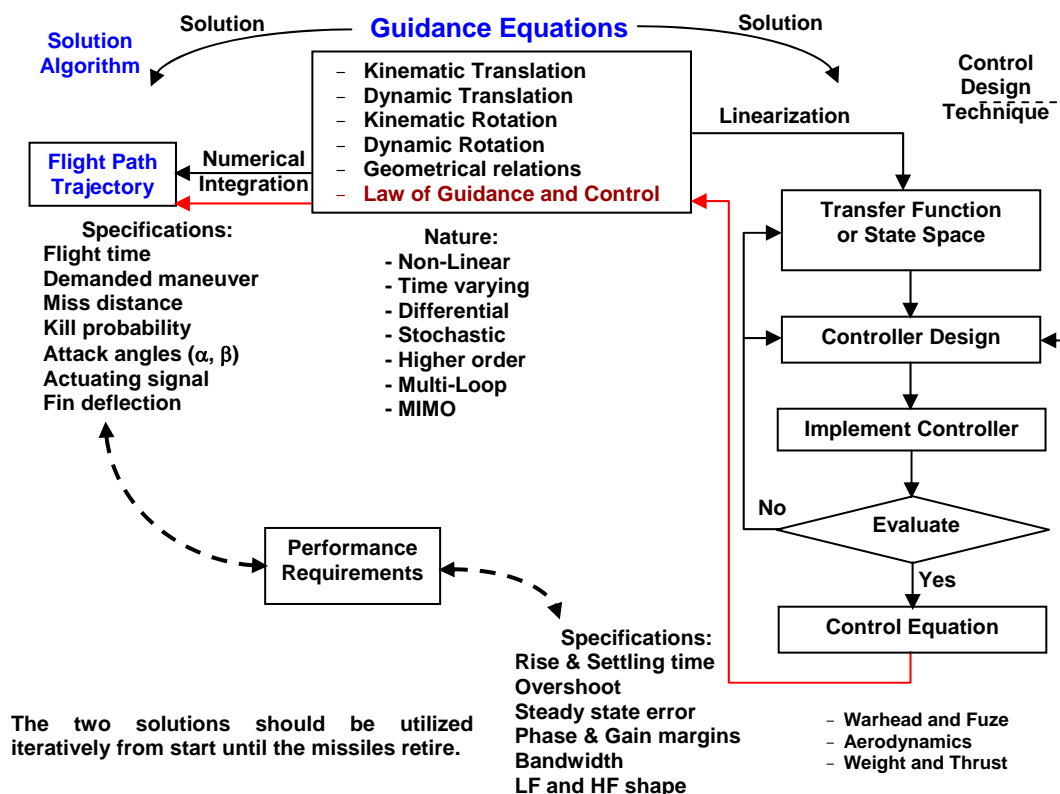 Solution
Guidance Equations
Solution
Solution
Algorithm
Control
Design
Technique
– Kinematic Translation
– Dynamic Translation
– Kinematic Rotation
– Dynamic Rotation
– Geometrical relations
– Law of Guidance and Control
Linearization
Flight Path
Trajectory
Numerical
Integration
Specifications:
Flight time
Demanded maneuver
Miss distance
Kill probability
Attack angles (α, β)
Actuating signal
Fin deflection
Nature:
- Non-Linear
- Time varying
- Differential
- Stochastic
- Higher order
- Multi-Loop
- MIMO
Transfer Function
or State Space
Controller Design
Implement Controller
No
Evaluate
Yes
Control Equation
Performance
Requirements
Specifications:
Rise & Settling time
Overshoot
Steady state error
Phase & Gain margins
Bandwidth
LF and HF shape
The two solutions should be utilized
iteratively from start until the missiles retire.
– Warhead and Fuze
– Aerodynamics
– Weight and Thrust